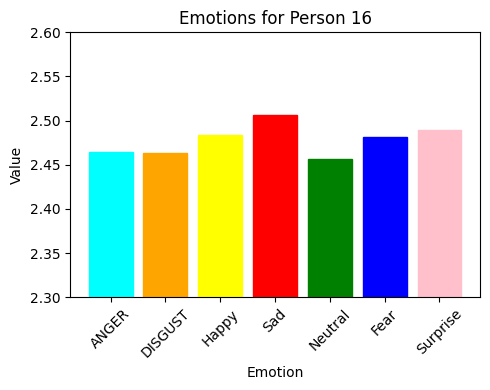 Emotions for Person 16
2.60
2.55
2.50
2.45
2.40
2.35
2.30
Value
ANGER
DISGUST
Happy
Sad
Neutral
Fear
Surprise
Emotion